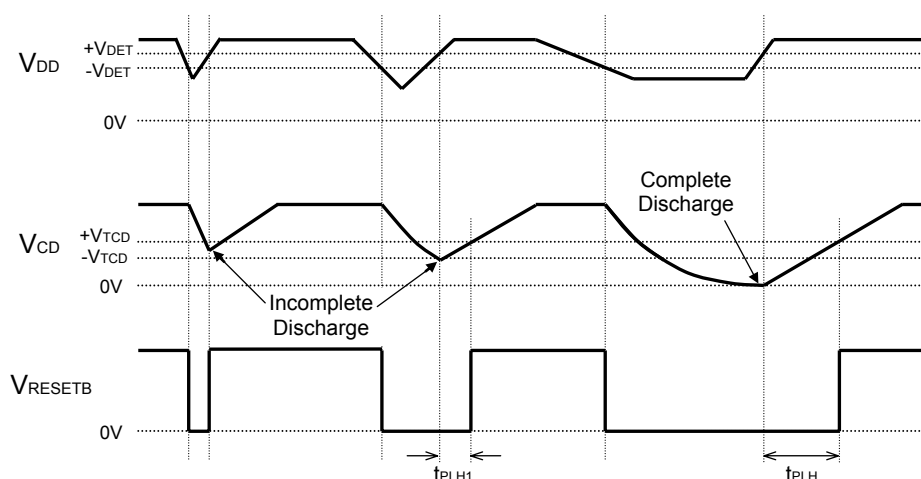 +VDET
VDD
-VDET
0V
Complete
Discharge
VCD
+VTCD
-VTCD
0V
Incomplete
Discharge
VRESETB
0V
tPLH1
tPLH